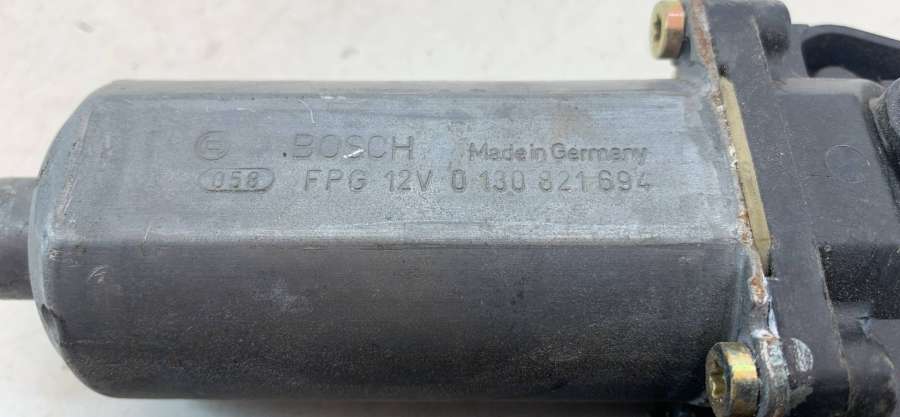 BOSCH Made in Germany
058 FPG 12V 0 130 821 694